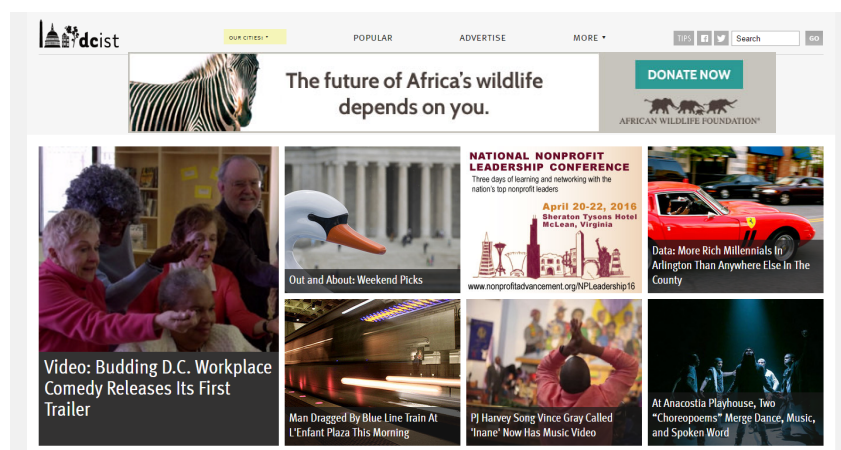 dcist
OUR CITIES:
POPULAR
ADVERTISE
MORE
TIPS
Search
GO
The future of Africa's wildlife
depends on you.
DONATE NOW
AFRICAN WILDLIFE FOUNDATION®
Video: Budding D.C. Workplace
Comedy Releases Its First
Trailer
Out and About: Weekend Picks
NATIONAL NONPROFIT
LEADERSHIP CONFERENCE
Three days of learning and networking with the
nation's top nonprofit leaders
April 20-22, 2016
Sheraton Tysons Hotel
McLean, Virginia
www.nonprofitadvancement.org/NPLeadership16
Data: More Rich Millennials In
Arlington Than Anywhere Else In The
County
Man Dragged By Blue Line Train At
L'Enfant Plaza This Morning
PJ Harvey Song Vince Gray Called
'Inane' Now Has Music Video
At Anacostia Playhouse, Two
“Choreopoems” Merge Dance, Music,
and Spoken Word